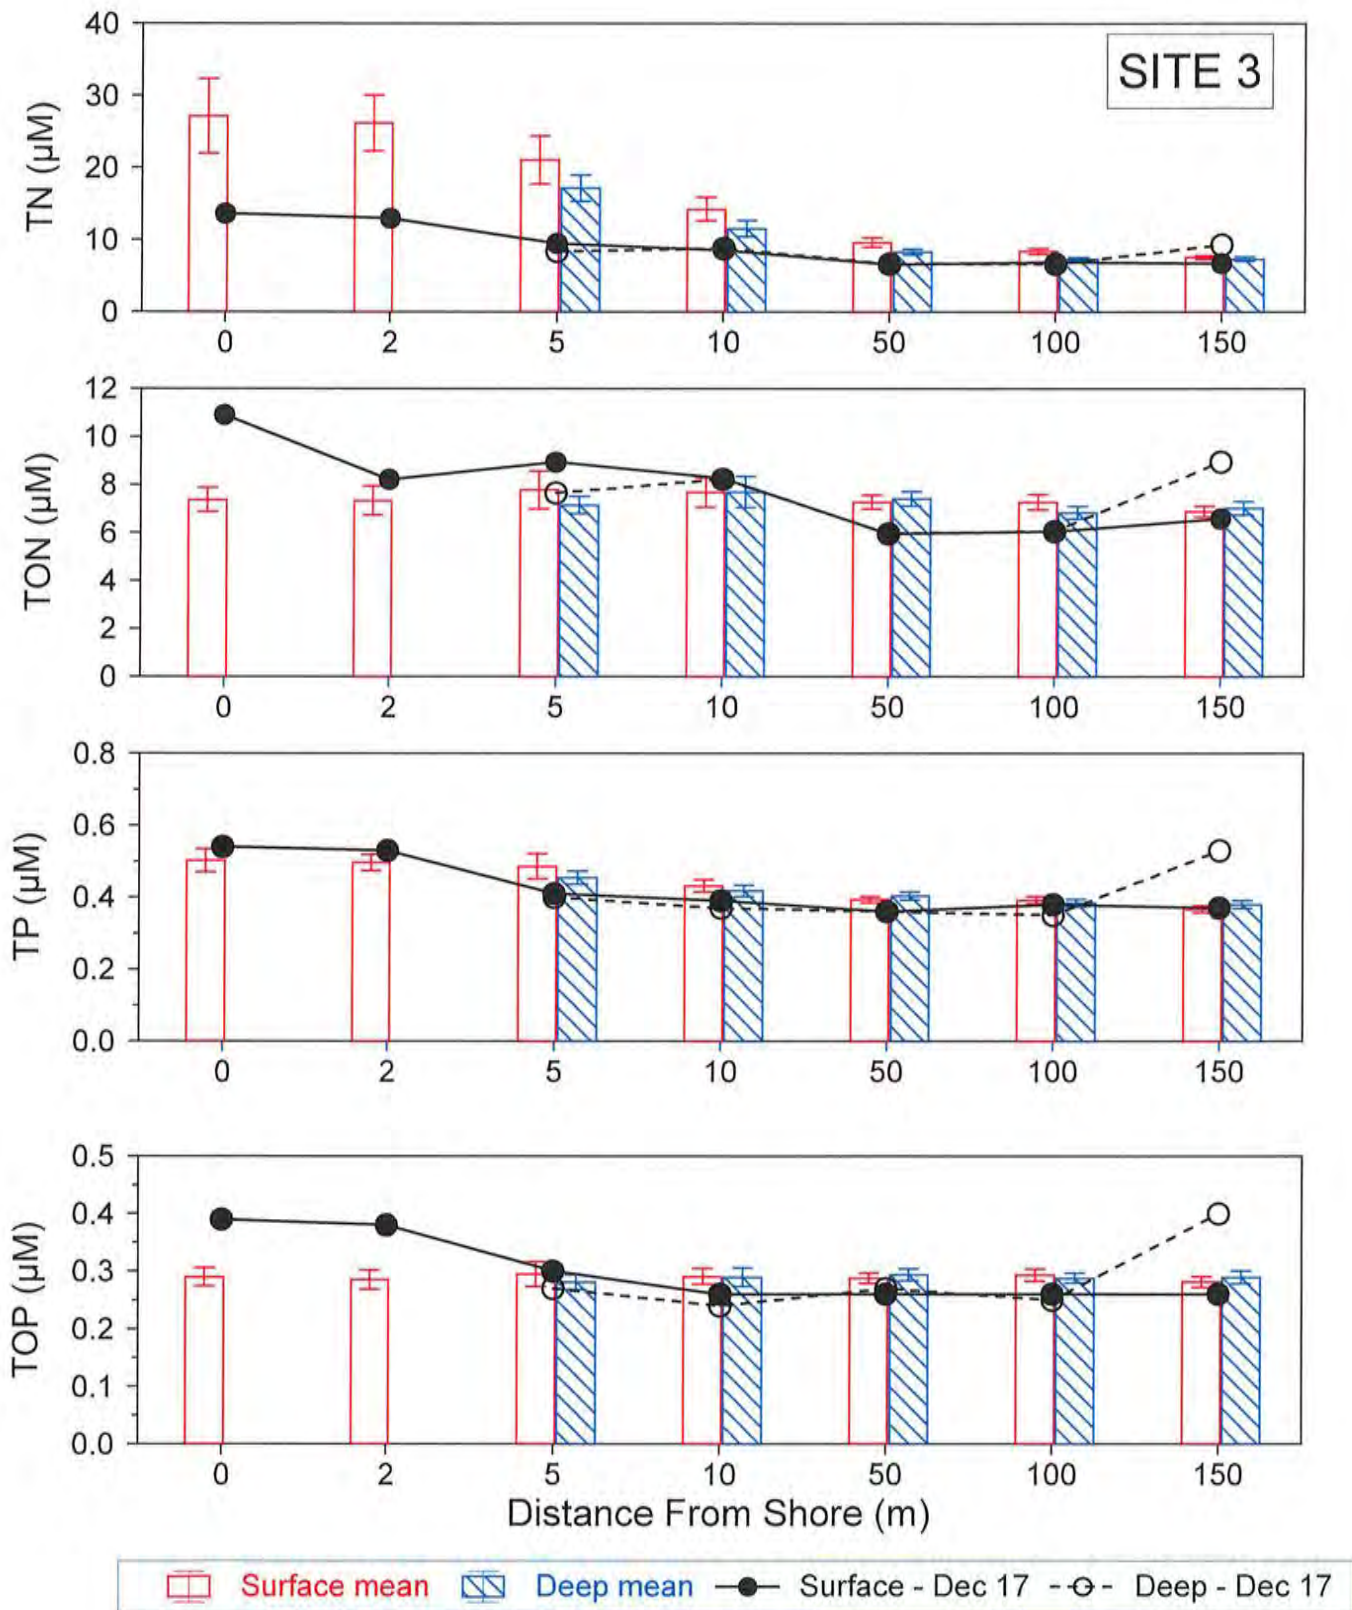 SITE 3
TN (µM)
40
30
20
10
0
0 2 5 10 50 100 150
TON (µM)
12
10
8
6
4
2
0
0 2 5 10 50 100 150
TP (µM)
0.8
0.6
0.4
0.2
0.0
0 2 5 10 50 100 150
TOP (µM)
0.5
0.4
0.3
0.2
0.1
0.0
0 2 5 10 50 100 150
Distance From Shore (m)
Surface mean Deep mean Surface - Dec 17 Deep - Dec 17